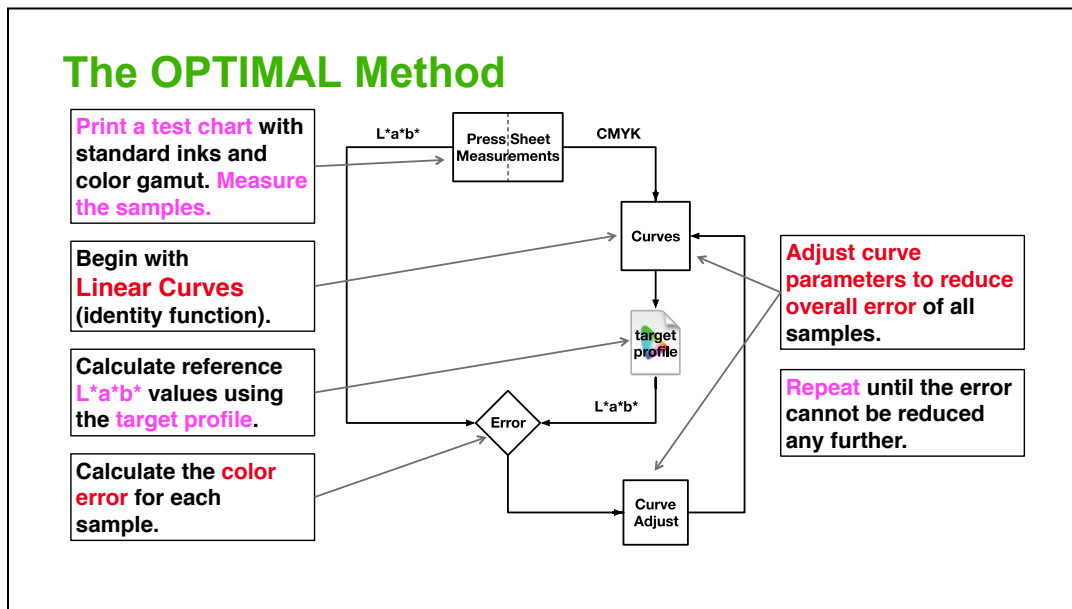 The OPTIMAL Method
Print a test chart with
standard inks and
color gamut. Measure
the samples.
Begin with
Linear Curves
(identity function).
Calculate reference
L*a*b* values using
the target profile.
Calculate the color
error for each
sample.
L*a*b*
Press Sheet
Measurements
CMYK
Curves
target
profile
L*a*b*
Error
Curve
Adjust
Adjust curve
parameters to reduce
overall error of all
samples.
Repeat until the error
cannot be reduced
any further.